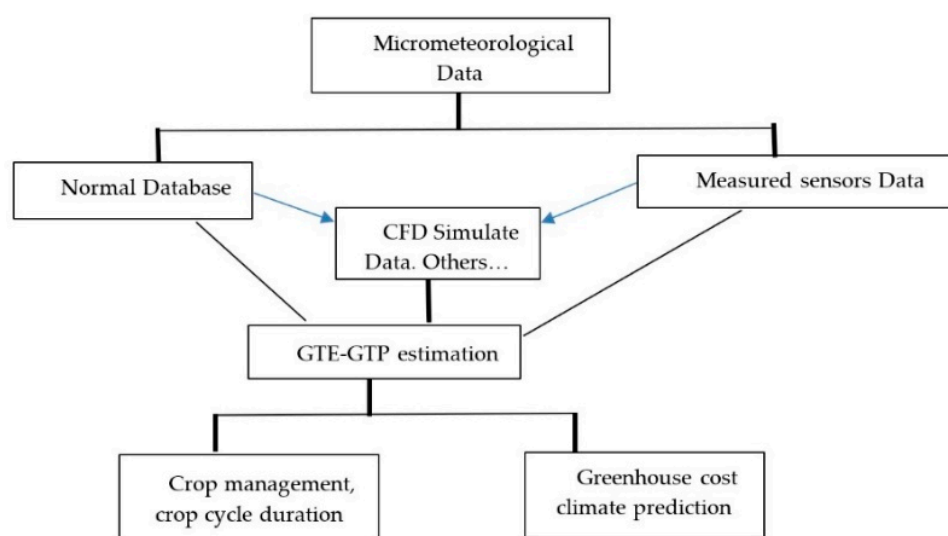 Micrometeorological
Data
Normal Database
Measured sensors Data
CFD Simulate
Data. Others…
GTE-GTP estimation
Crop management,
crop cycle duration
Greenhouse cost
climate prediction